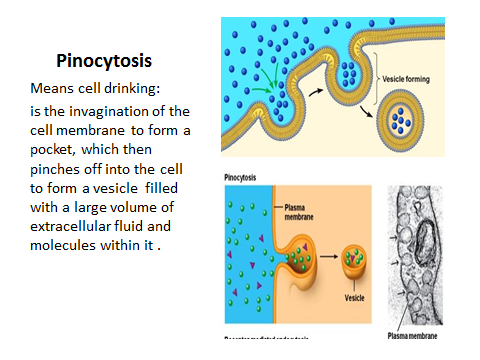 Pinocytosis
Means cell drinking:
is the invagination of the
cell membrane to form a
pocket, which then
pinches off into the cell
to form a vesicle filled
with a large volume of
extracellular fluid and
molecules within it .
Vesicle forming
Pinocytosis
Plasma
membrane
Vesicle
Plasma membrane